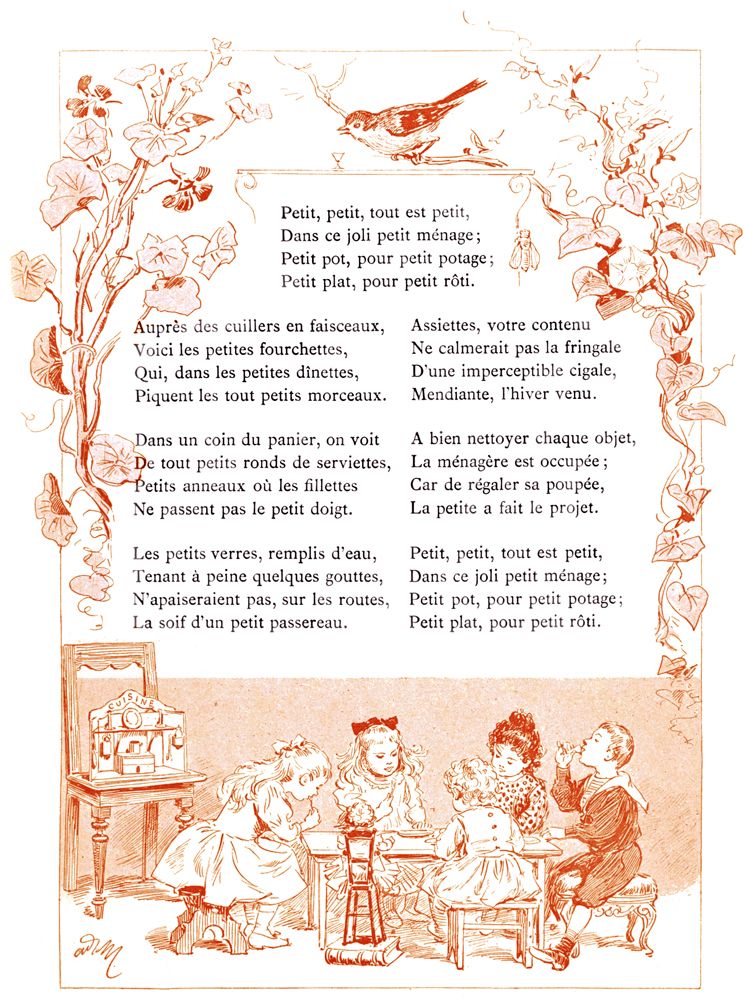 Petit, petit, tout est petit,
Dans ce joli petit ménage;
Petit pot, pour petit potage;
Petit plat, pour petit rôti.
Auprès des cuillers en faisceaux,
Voici les petites fourchettes,
Qui, dans les petites dînettes,
Piquent les tout petits morceaux.
Dans un coin du panier, on voit
De tout petits ronds de serviettes,
Petits anneaux où les fillettes
Ne passent pas le petit doigt.
Les petits verres, remplis d'eau,
Tenant à peine quelques gouttes,
N'apaiseraient pas, sur les routes,
La soif d'un petit passereau.
Assiettes, votre contenu
Ne calmerait pas la fringale
D'une imperceptible cigale,
Mendiante, l'hiver venu.
A bien nettoyer chaque objet,
La ménagère est occupée;
Car de régaler sa poupée,
La petite a fait le projet.
Petit, petit, tout est petit,
Dans ce joli petit ménage;
Petit pot, pour petit potage;
Petit plat, pour petit rôti.
CUISINE